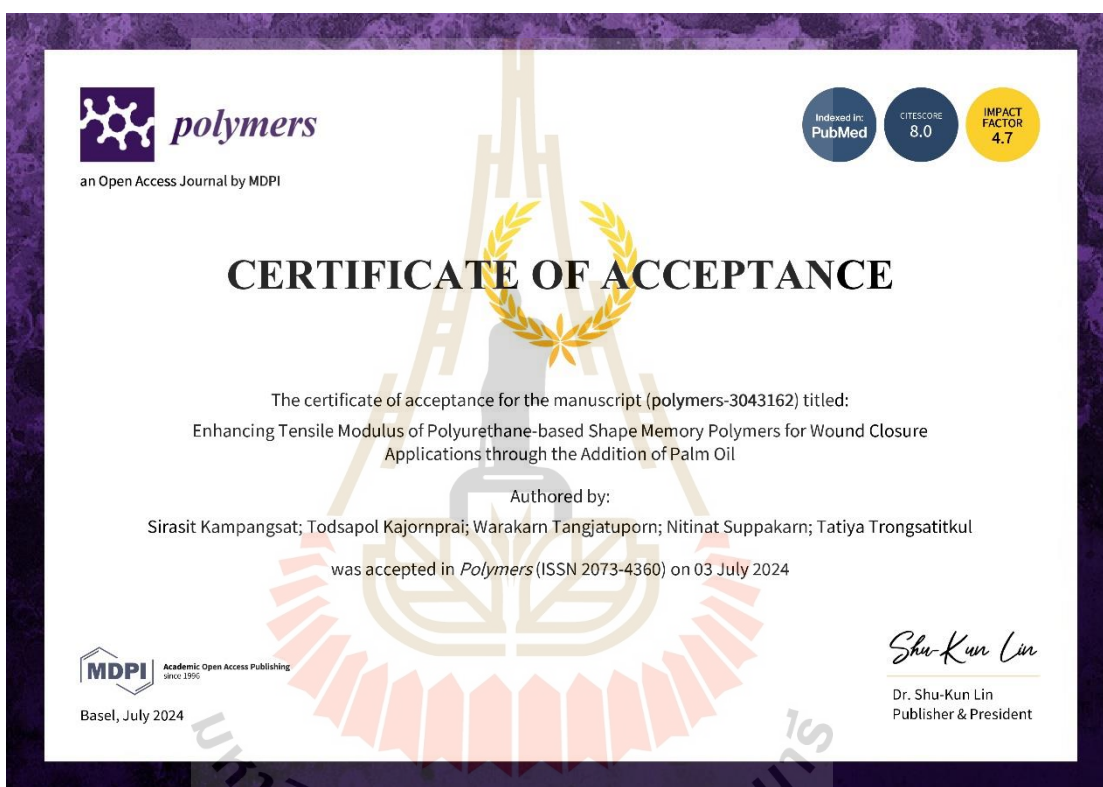 polymers
an Open Access Journal by MDPI
Indexed in:
PubMed
CITESCORE
8.0
IMPACT
FACTOR
4.7
CERTIFICATE OF ACCEPTANCE
The certificate of acceptance for the manuscript (polymers-3043162) titled:
Enhancing Tensile Modulus of Polyurethane-based Shape Memory Polymers for Wound Closure
Applications through the Addition of Palm Oil
Authored by:
Sirasit Kampangsat; Todsapol Kajornprai; Warakarn Tangjatuporn; Nitinat Suppakarn; Tatiya Trongsatitkul
was accepted in Polymers (ISSN 2073-4360) on 03 July 2024
MDPI
Academic Open Access Publishing
since 1996
Basel, July 2024
Shu-Kun Lin
Dr. Shu-Kun Lin
Publisher & President